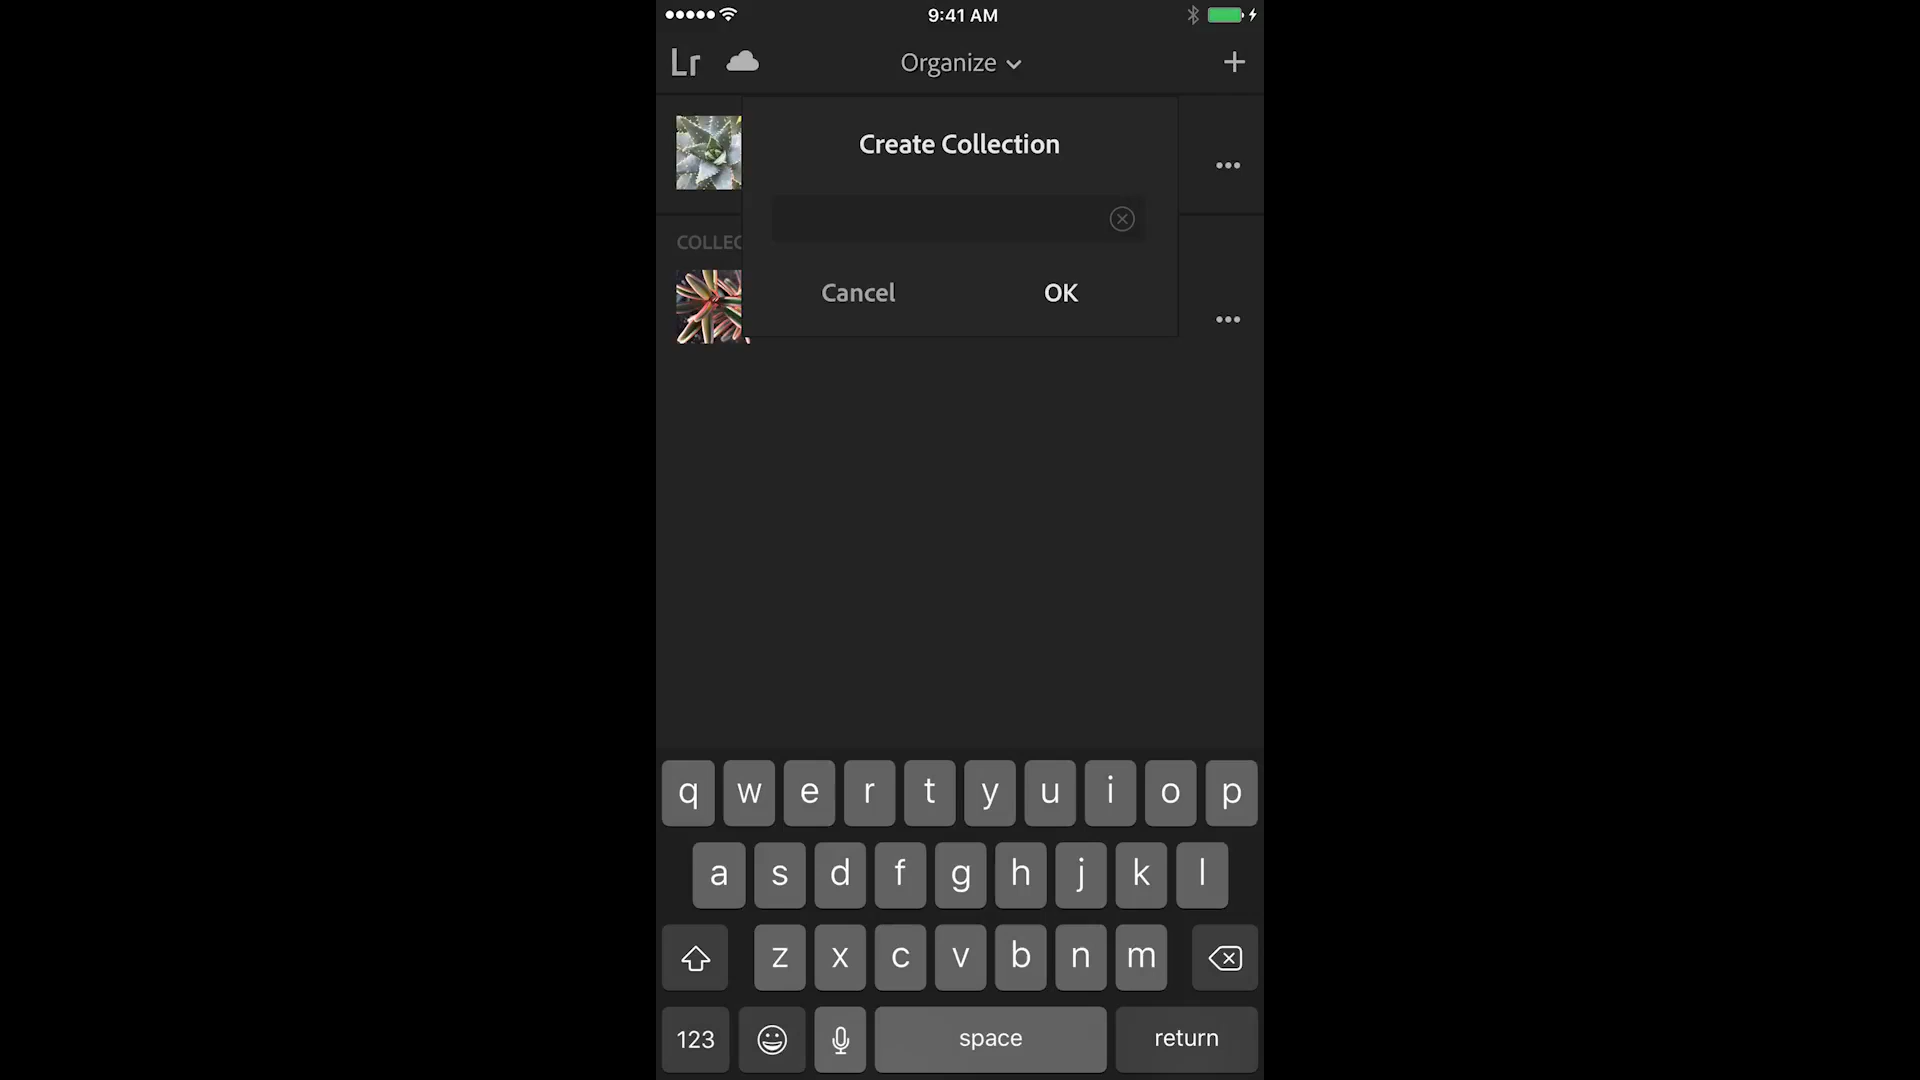 9:41 AM
Lr
Organize
Create Collection
COLLEC
Cancel OK
q w e r t y u i o p
a s d f g h j k l
z x c v b n m
123 space return